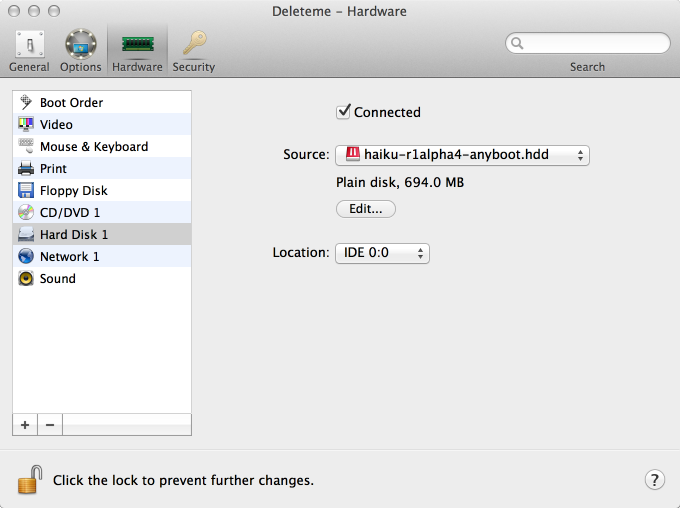 Deleteme – Hardware
General Options Hardware Security
Search
Boot Order
Video
Mouse & Keyboard
Print
Floppy Disk
CD/DVD 1
Hard Disk 1
Network 1
Sound
Connected
Source: haiku-r1alpha4-anyboot.hdd
Plain disk, 694.0 MB
Edit...
Location: IDE 0:0
+ −
Click the lock to prevent further changes.
?